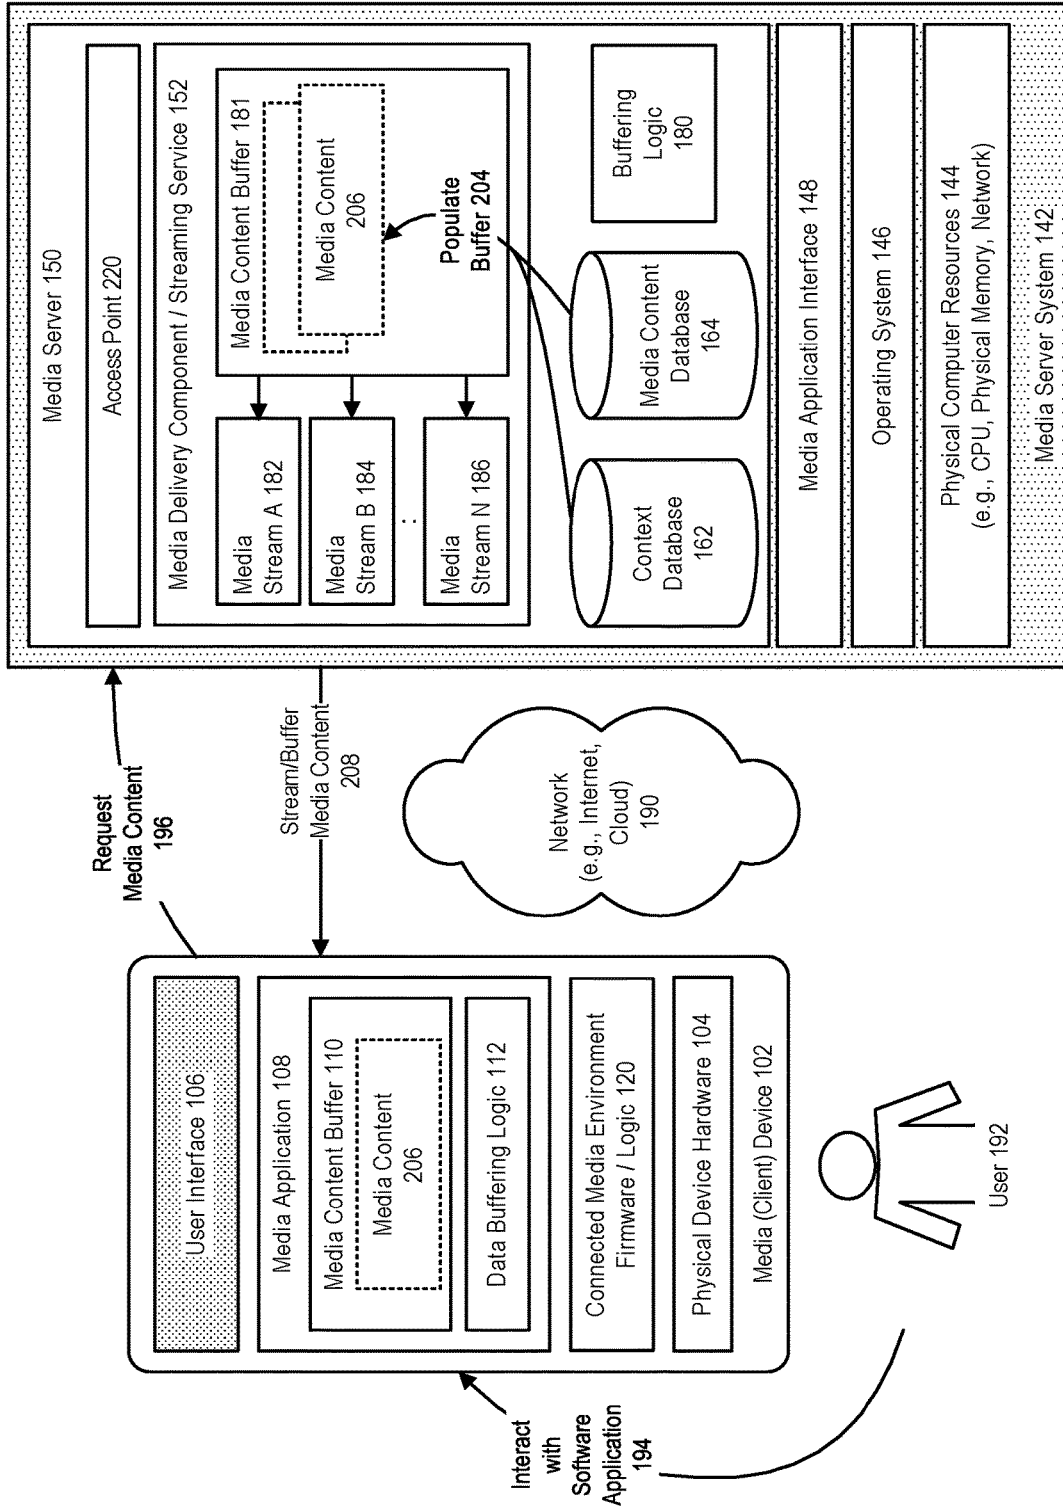 Interact
with
Software
Application
194
User Interface 106
Media Application 108
Media Content Buffer 110
Media Content
206
Data Buffering Logic 112
Connected Media Environment
Firmware / Logic 120
Physical Device Hardware 104
Media (Client) Device 102
User 192
Request
Media Content
196
Stream/Buffer
Media Content
208
Network
(e.g., Internet,
Cloud)
190
Media Server 150
Access Point 220
Media Delivery Component / Streaming Service 152
Media
Stream A 182
Media
Stream B 184
:
Media
Stream N 186
Media Content Buffer 181
Media Content
206
Populate
Buffer 204
Context
Database
162
Media Content
Database
164
Buffering
Logic
180
Media Application Interface 148
Operating System 146
Physical Computer Resources 144
(e.g., CPU, Physical Memory, Network)
Media Server System 142